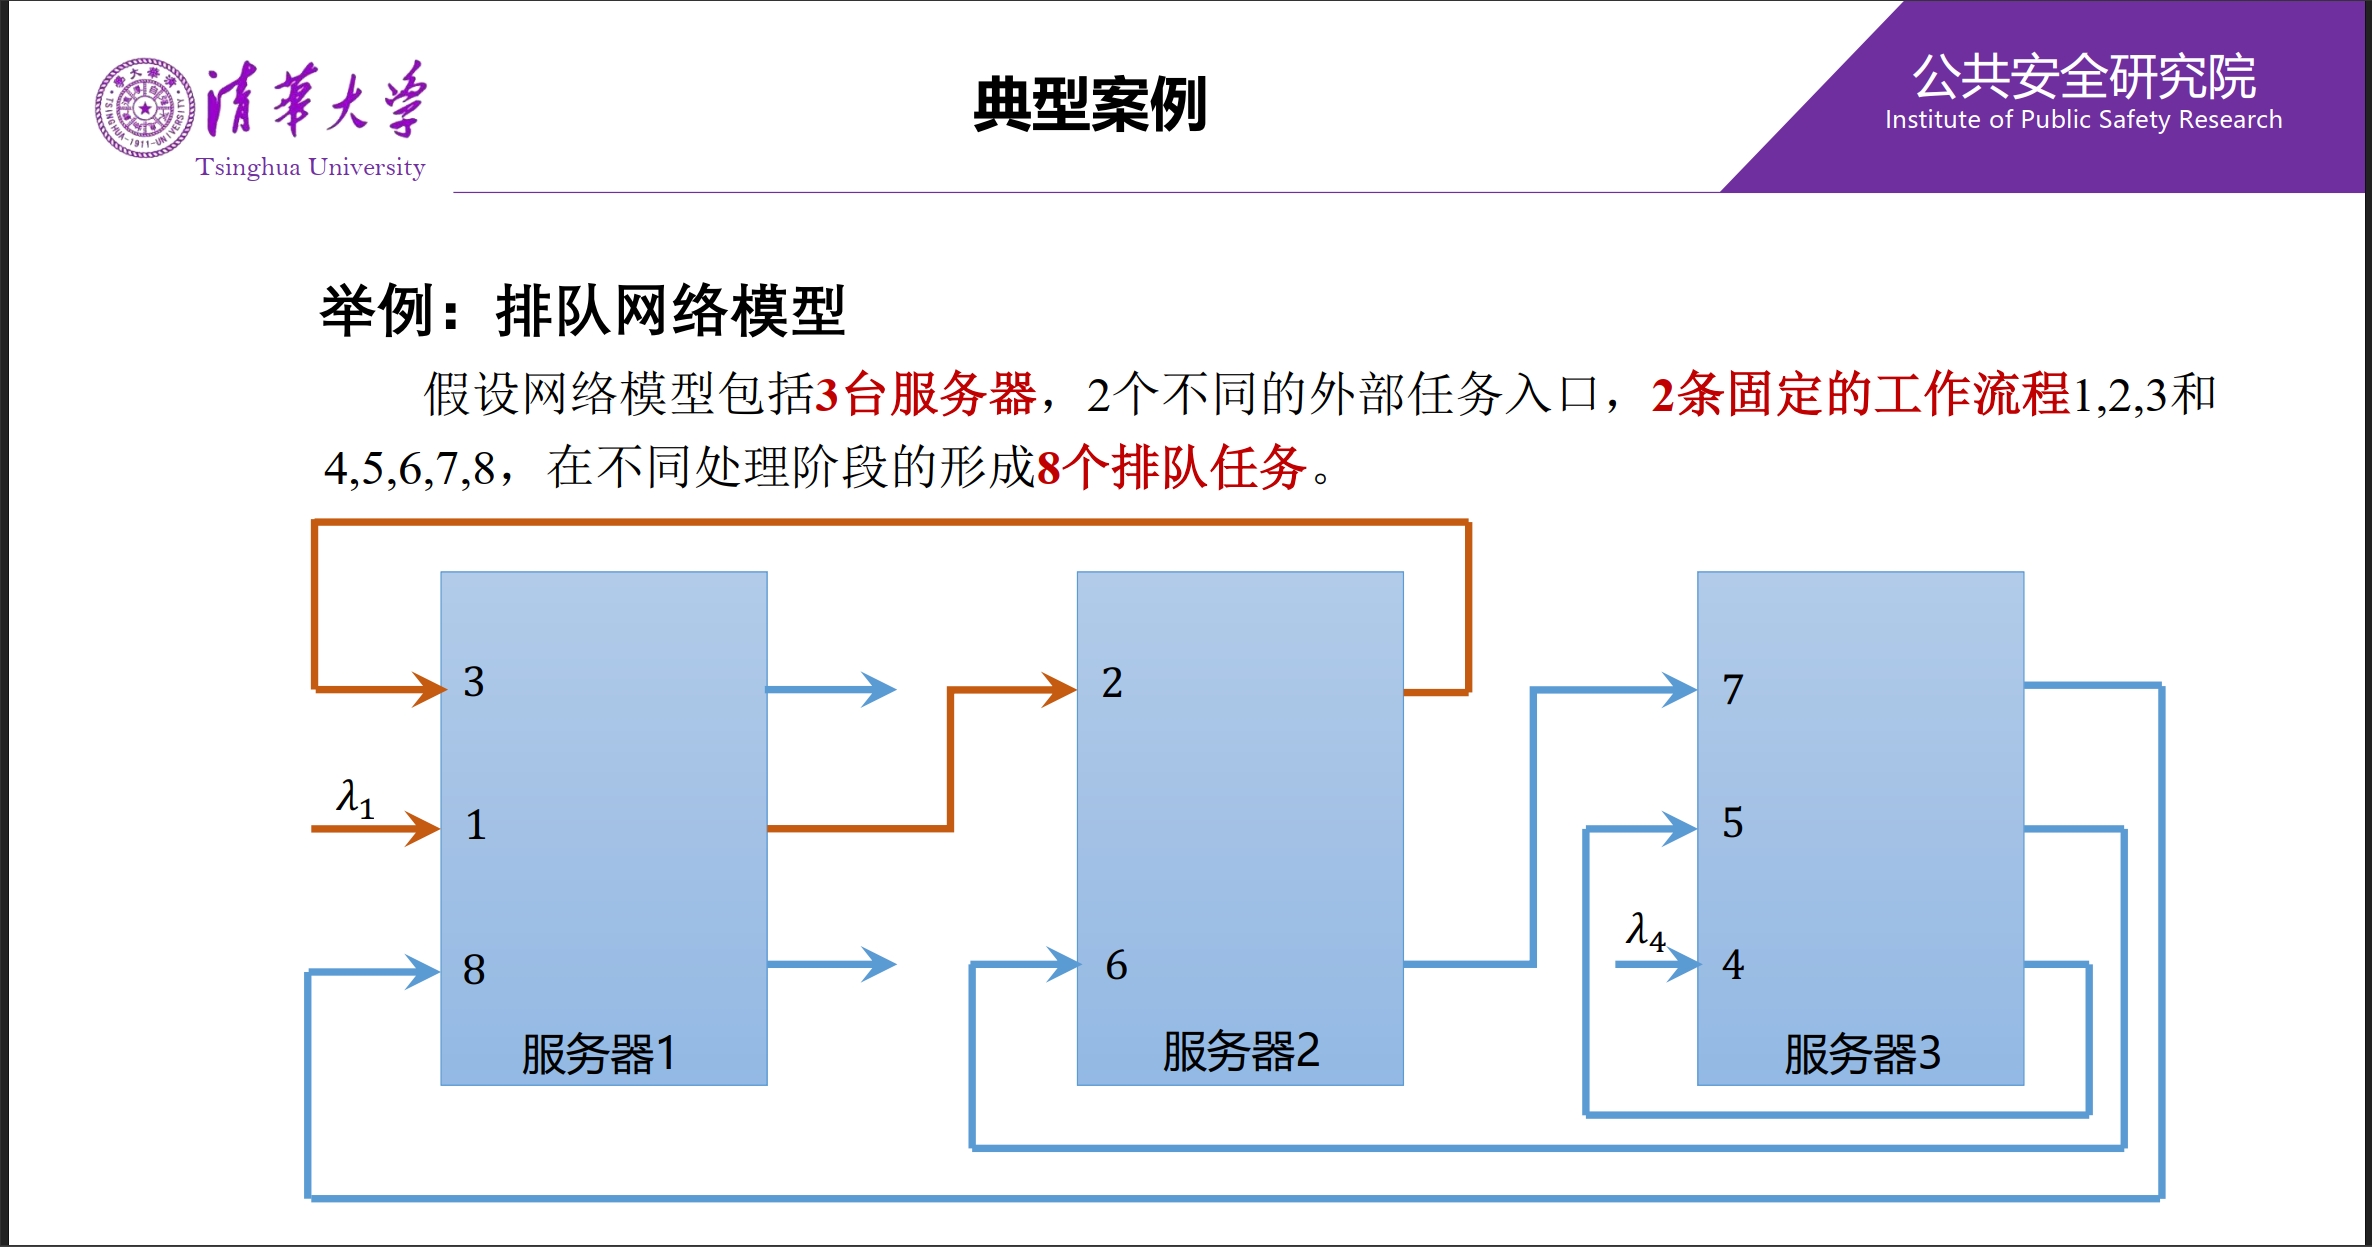 清华大学
Tsinghua University
典型案例
公共安全研究院
Institute of Public Safety Research
举例：排队网络模型
假设网络模型包括3台服务器，2个不同的外部任务入口，2条固定的工作流程1,2,3和
4,5,6,7,8，在不同处理阶段的形成8个排队任务。
3
2
7
λ1
1
5
λ4
8
6
4
服务器1
服务器2
服务器3